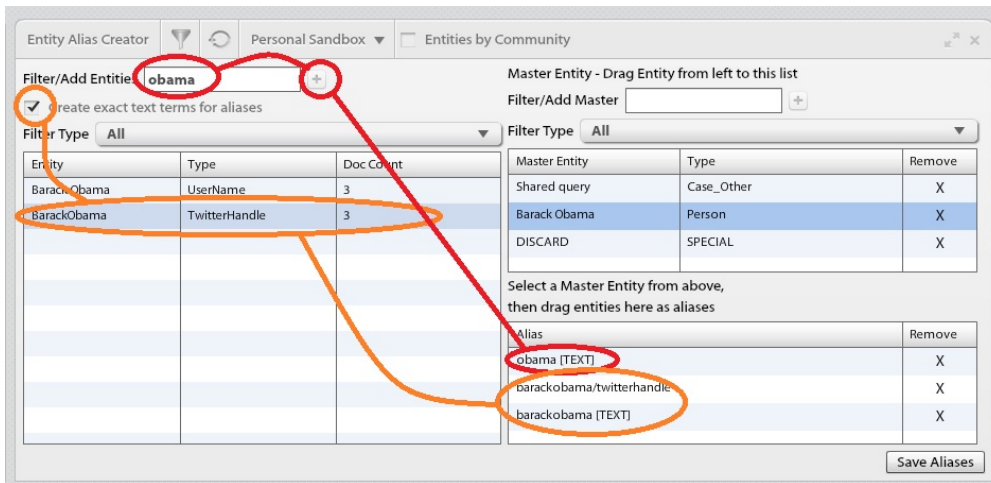 Entity Alias Creator Personal Sandbox ▼ Entities by Community
Filter/Add Entities obama +
Create exact text terms for aliases
Filter Type All ▼
Entity Type Doc Count
BarackObama UserName 3
BarackObama TwitterHandle 3
Master Entity - Drag Entity from left to this list
Filter/Add Master +
Filter Type All ▼
Master Entity Type Remove
Shared query Case_Other X
Barack Obama Person X
DISCARD SPECIAL X
Select a Master Entity from above,
then drag entities here as aliases
Alias Remove
obama [TEXT] X
barackobama/twitterhandle X
barackobama [TEXT] X
Save Aliases